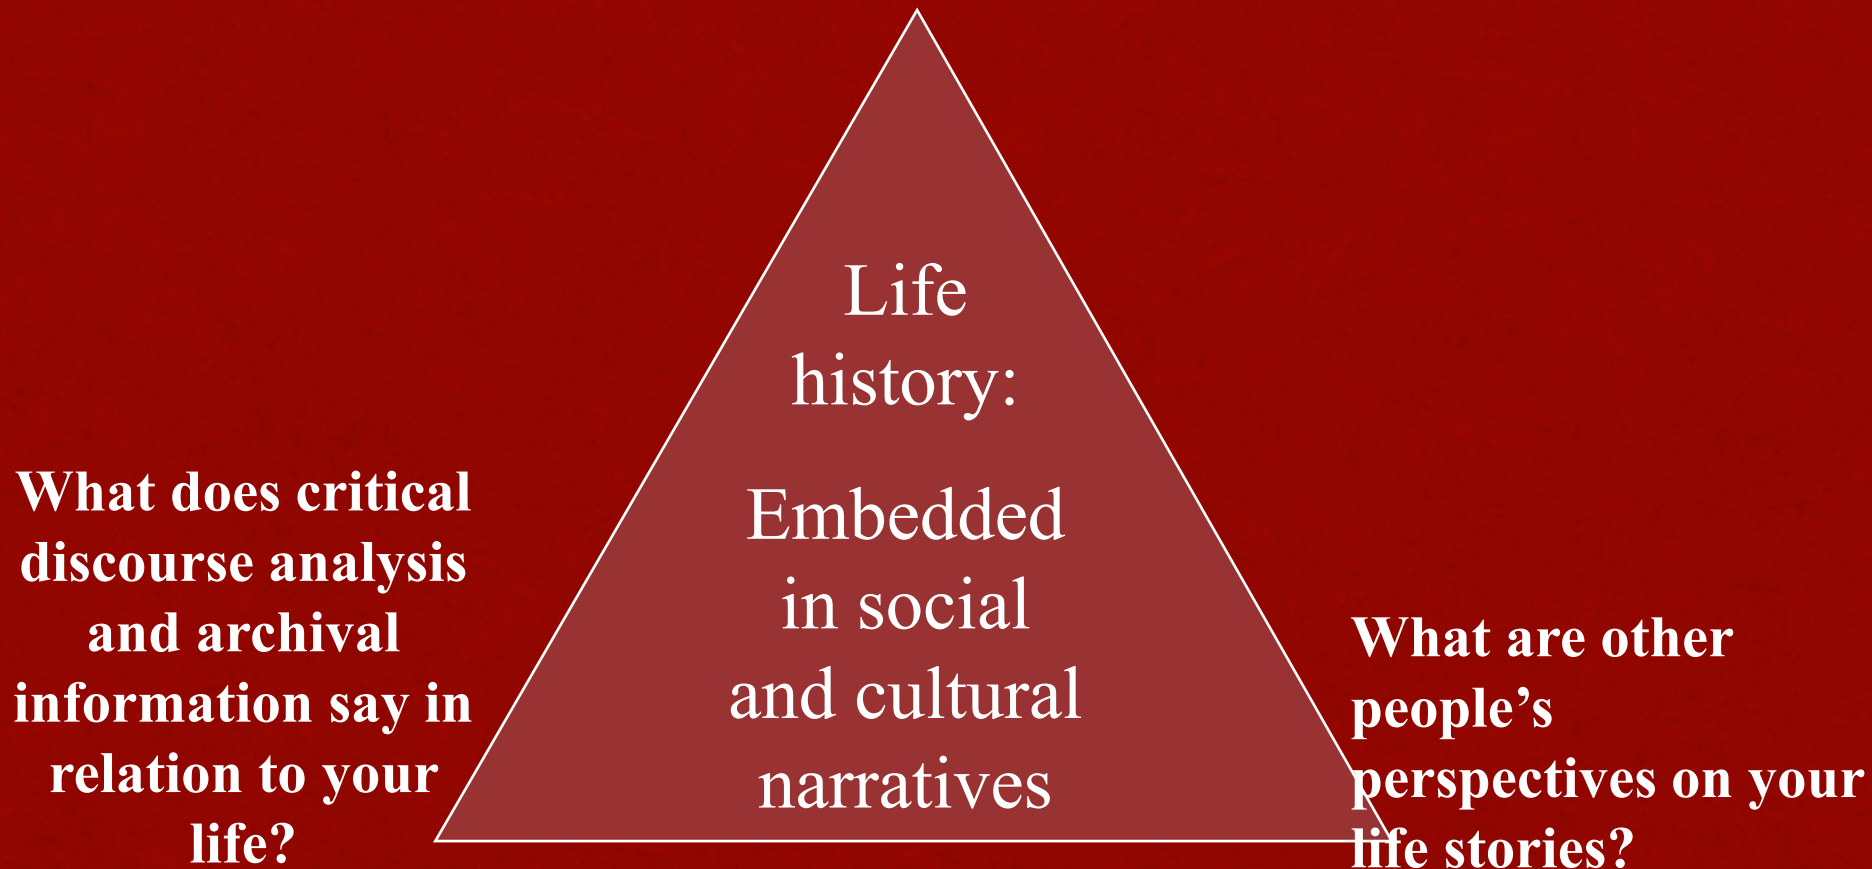 Life
history:
Embedded
in social
and cultural
narratives
What does critical
discourse analysis
and archival
information say in
relation to your
life?
What are other
people’s
perspectives on your
life stories?